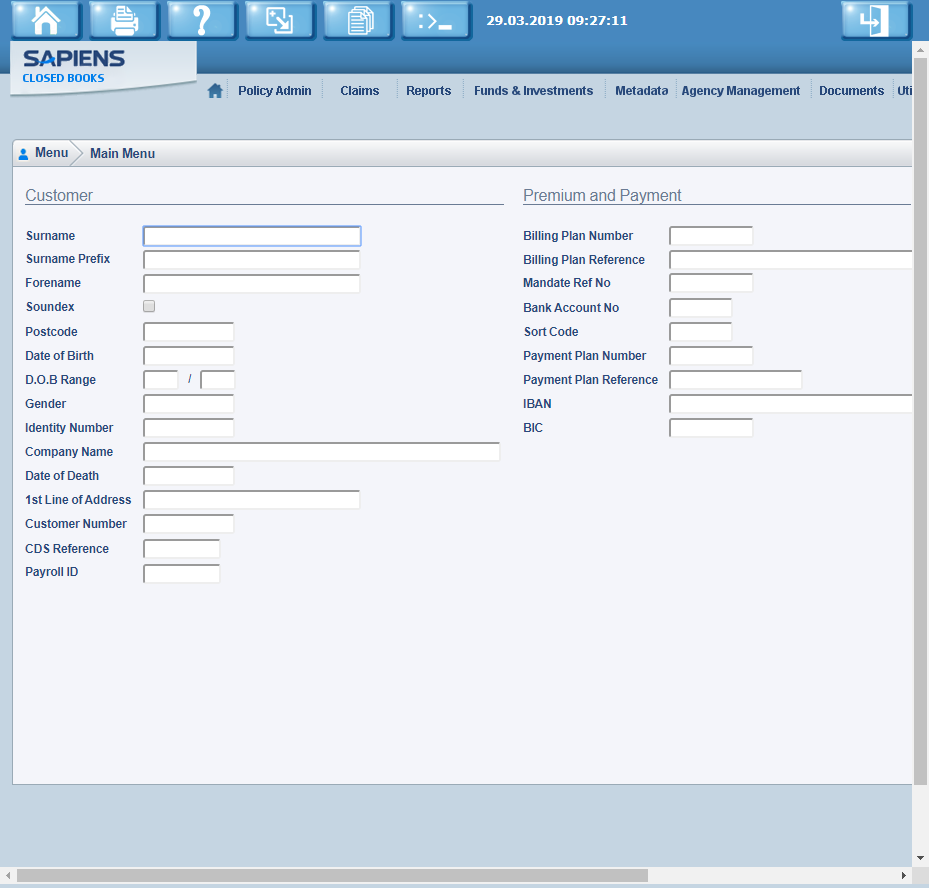 29.03.2019 09:27:11
SAPIENS
CLOSED BOOKS
Policy Admin Claims Reports Funds & Investments Metadata Agency Management Documents Uti
Menu Main Menu
Customer
Surname
Surname Prefix
Forename
Soundex
Postcode
Date of Birth
D.O.B Range /
Gender
Identity Number
Company Name
Date of Death
1st Line of Address
Customer Number
CDS Reference
Payroll ID
Premium and Payment
Billing Plan Number
Billing Plan Reference
Mandate Ref No
Bank Account No
Sort Code
Payment Plan Number
Payment Plan Reference
IBAN
BIC